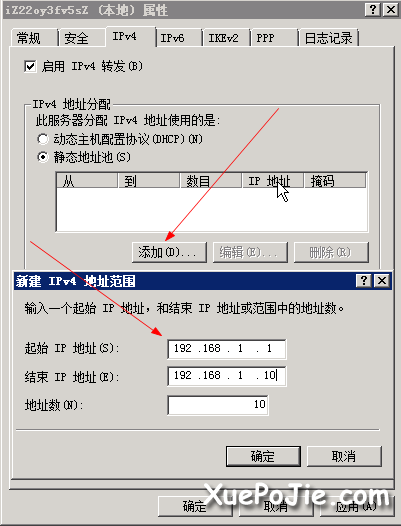 iZ22oy3fv5sZ (本地) 属性
常规 安全 IPv4 IPv6 IKEv2 PPP 日志记录
启用 IPv4 转发(B)
IPv4 地址分配
此服务器分配 IPv4 地址使用的是:
动态主机配置协议(DHCP)(N)
静态地址池(S)
从 到 数目 IP 地址 掩码
添加(D)... 编辑(E)... 删除(R)
新建 IPv4 地址范围
输入一个起始 IP 地址，和结束 IP 地址或范围中的地址数。
起始 IP 地址(S): 192 .168 . 1 . 1
结束 IP 地址(E): 192 .168 . 1 .10
地址数(N): 10
确定 取消
确定 取消 应用(A)
XuePoJie.com